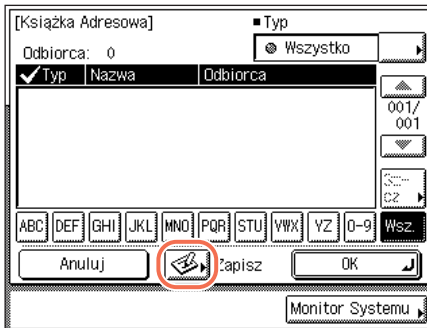 [Książka Adresowa]
■Typ
Odbiorca: 0
Wszystko
Typ Nazwa Odbiorca
001/
001
cz
ABC DEF GHI JKL MNO PQR STU VWX YZ 0-9 Wsz.
Anuluj Zapisz OK
Monitor Systemu